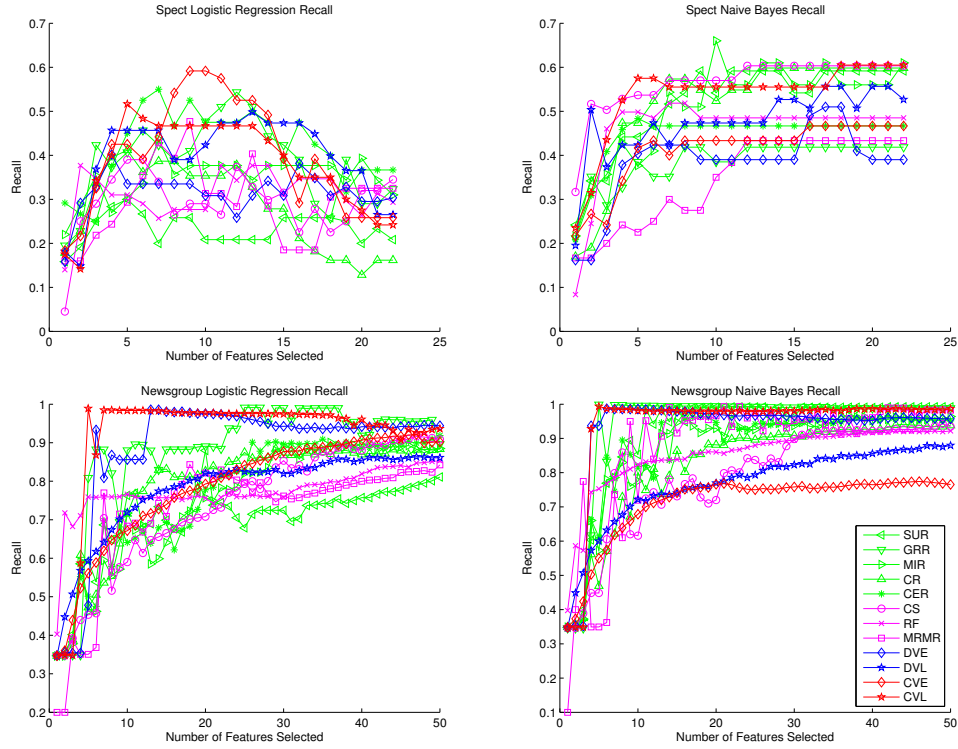 Spect Logistic Regression Recall
0.7
0.6
0.5
0.4
0.3
0.2
0.1
0
Recall
0 5 10 15 20 25
Number of Features Selected
Spect Naive Bayes Recall
0.7
0.6
0.5
0.4
0.3
0.2
0.1
0
Recall
0 5 10 15 20 25
Number of Features Selected
Newsgroup Logistic Regression Recall
1
0.9
0.8
0.7
0.6
0.5
0.4
0.3
0.2
Recall
0 10 20 30 40 50
Number of Features Selected
Newsgroup Naive Bayes Recall
1
0.9
0.8
0.7
0.6
0.5
0.4
0.3
0.2
0.1
Recall
0 5 10 15 20 25 30 35 40 50
Number of Features Selected
SUR
GRR
MIR
CR
CER
CS
RF
MRMR
DVE
DVL
CVE
CVL